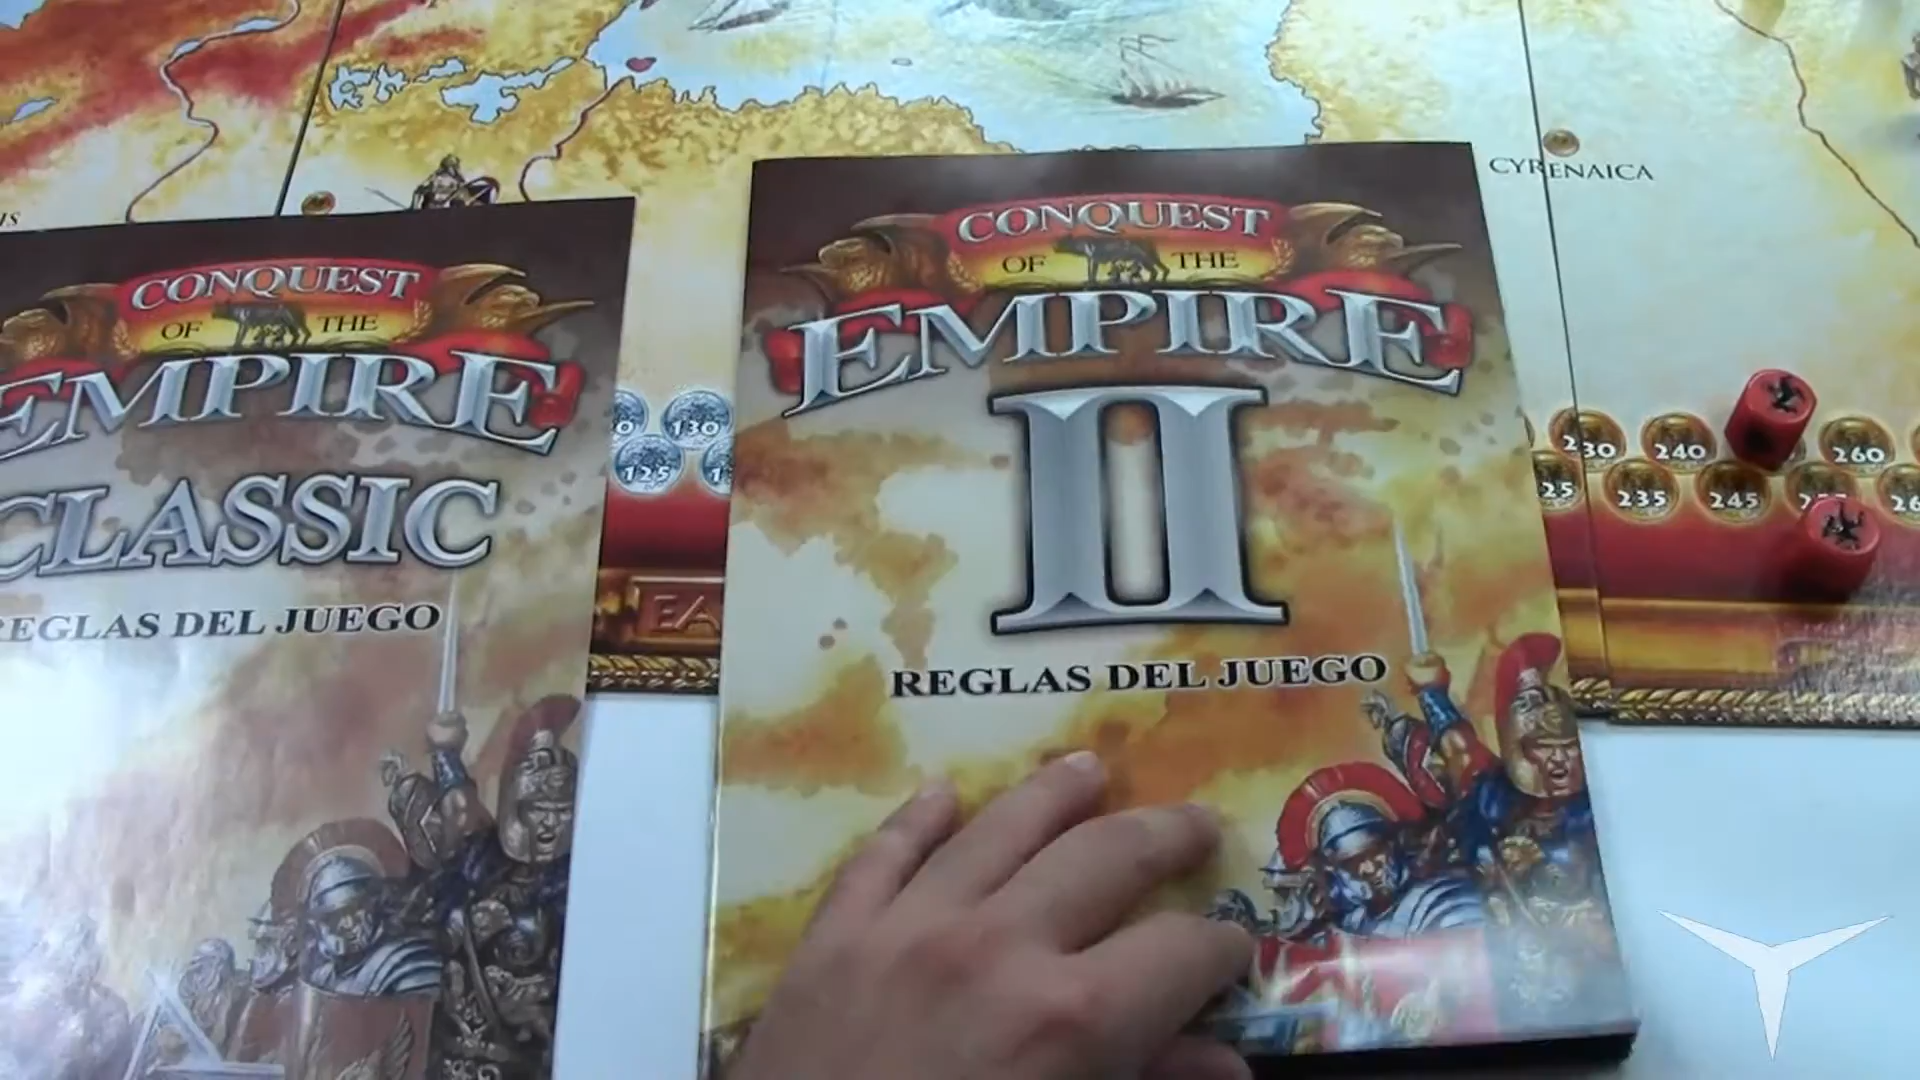 CYRENAICA
CONQUEST
OF THE
EMPIRE
CLASSIC
REGLAS DEL JUEGO
CONQUEST
OF THE
EMPIRE
II
REGLAS DEL JUEGO
130
125
230 240 260
235 245